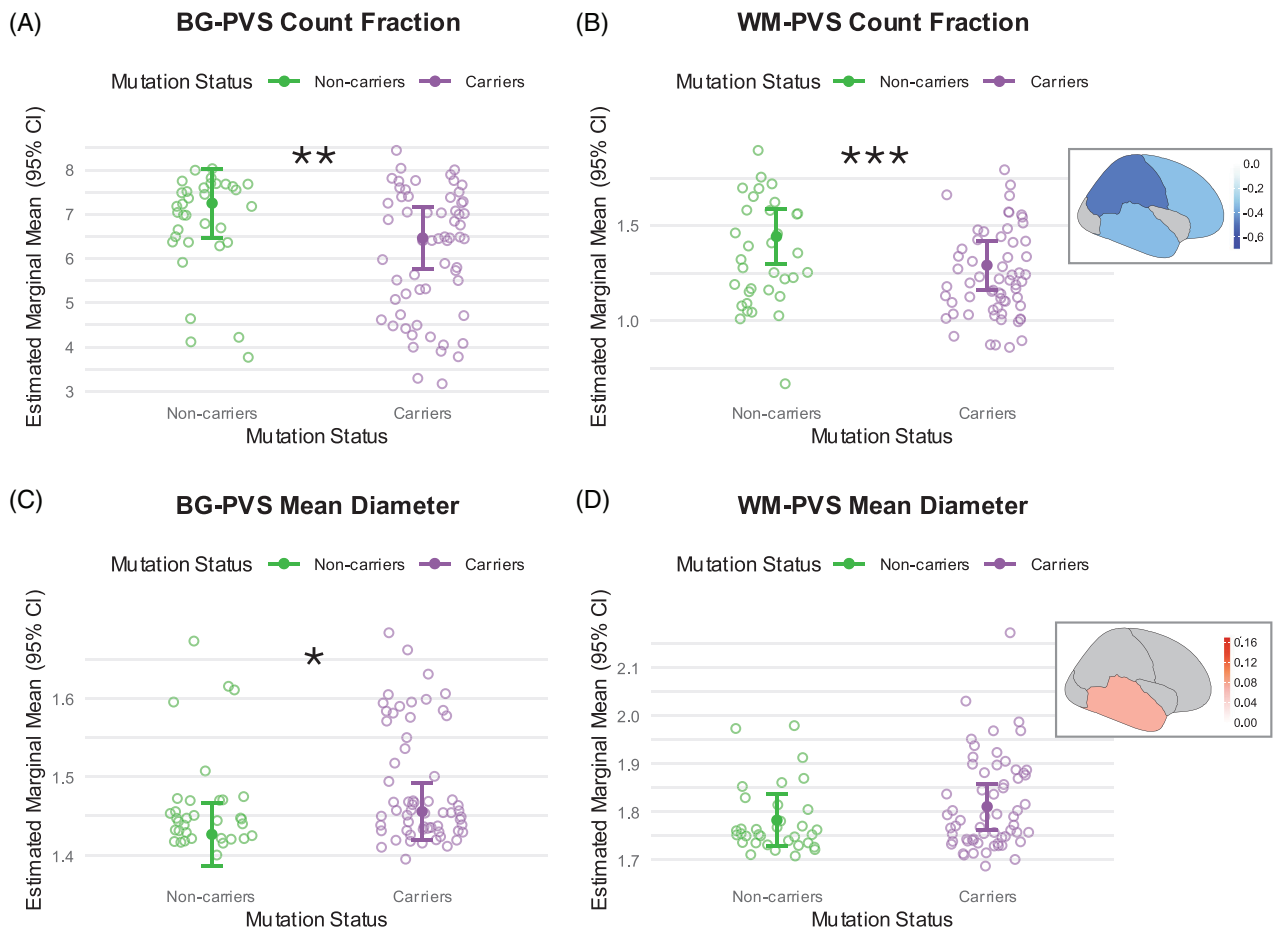 (A) BG-PVS Count Fraction
Mutation Status Non-carriers Carriers
Estimated Marginal Mean (95% CI)
8
7
6
5
4
3
**
Non-carriers Carriers
Mutation Status
(B) WM-PVS Count Fraction
Mutation Status Non-carriers Carriers
Estimated Marginal Mean (95% CI)
1.5
1.0
***
Non-carriers Carriers
Mutation Status
0.0
-0.2
-0.4
-0.6
(C) BG-PVS Mean Diameter
Mutation Status Non-carriers Carriers
Estimated Marginal Mean (95% CI)
1.6
1.5
1.4
*
Non-carriers Carriers
Mutation Status
(D) WM-PVS Mean Diameter
Mutation Status Non-carriers Carriers
Estimated Marginal Mean (95% CI)
2.1
2.0
1.9
1.8
1.7
Non-carriers Carriers
Mutation Status
0.16
0.12
0.08
0.04
0.00